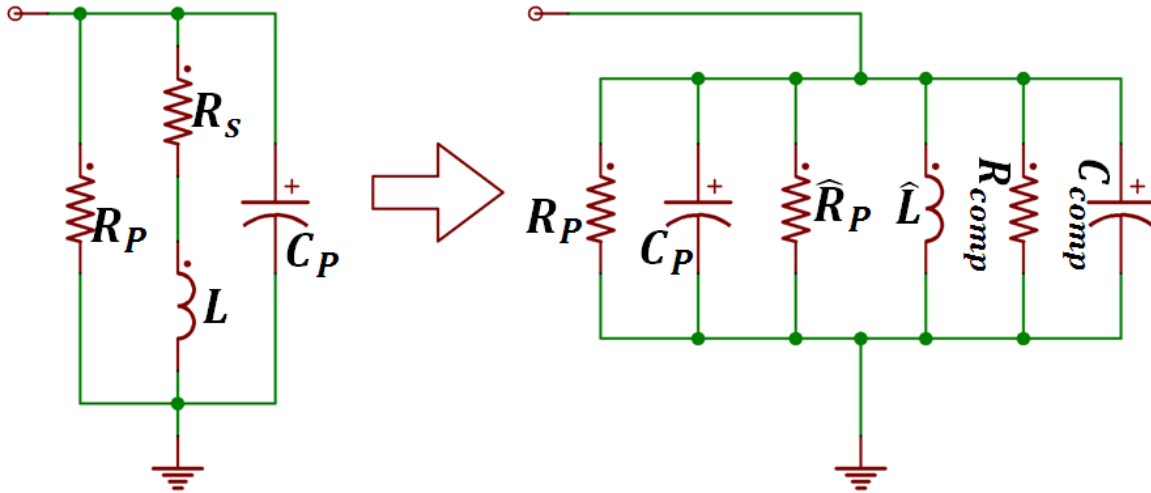 R_s
R_P
L
C_P
+
R_P
C_P
+
R̂_P
L̂
R_comp
C_comp
+